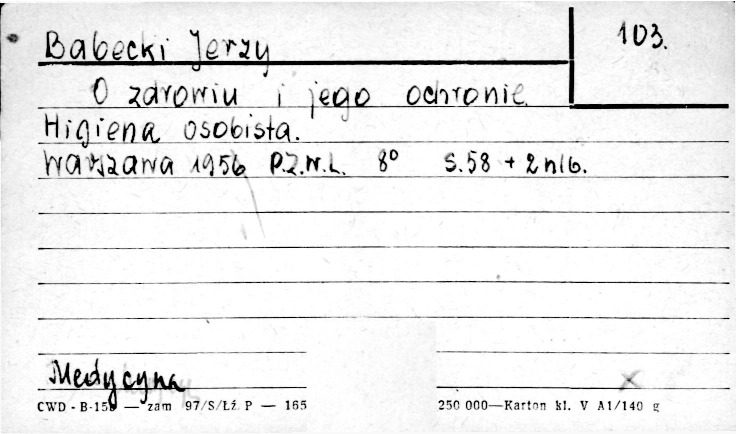 Babecki Jerzy
103.
O zdrowiu i jego ochronie.
Higiena osobista.
Warszawa 1956 P.Z.W.L. 8° S.58 + 2 nlb.
Medycyna
X
CWD - B-15 — zam 97/S/Łź P — 165
250 000—Karton kl. V A1/140 g